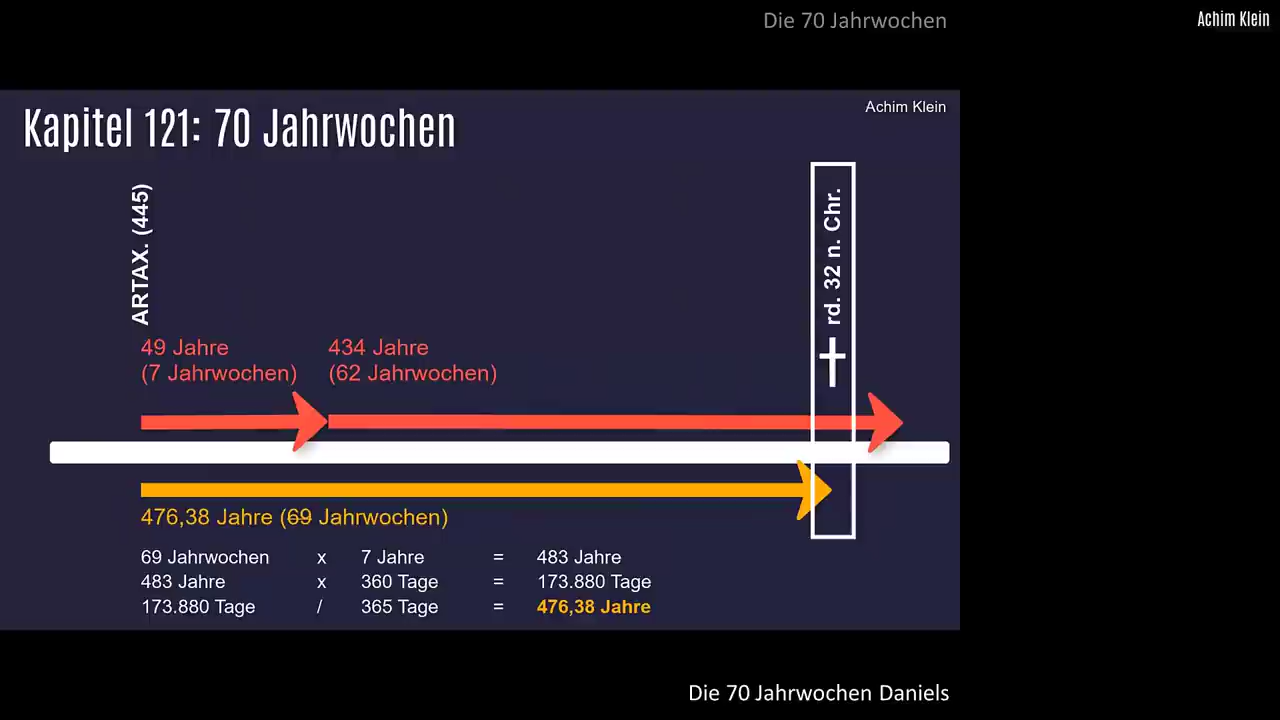 Die 70 Jahrwochen
Achim Klein
Kapitel 121: 70 Jahrwochen
Achim Klein
ARTAX. (445)
rd. 32 n. Chr.
49 Jahre
(7 Jahrwochen)
434 Jahre
(62 Jahrwochen)
476,38 Jahre (69 Jahrwochen)
69 Jahrwochen x 7 Jahre = 483 Jahre
483 Jahre x 360 Tage = 173.880 Tage
173.880 Tage / 365 Tage = 476,38 Jahre
Die 70 Jahrwochen Daniels